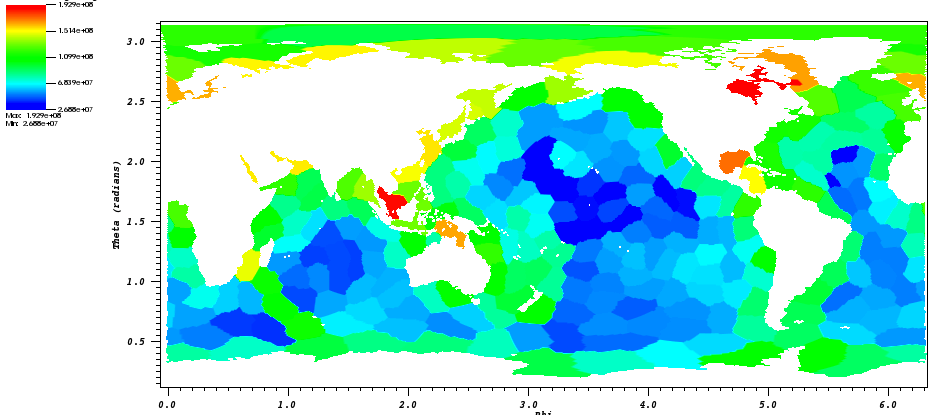 1.929e+08
1.514e+08
1.099e+08
6.839e+07
2.688e+07
Max: 1.929e+08
Min: 2.688e+07
Theta (radians)
3.0
2.5
2.0
1.5
1.0
0.5
0.0 1.0 2.0 3.0 4.0 5.0 6.0